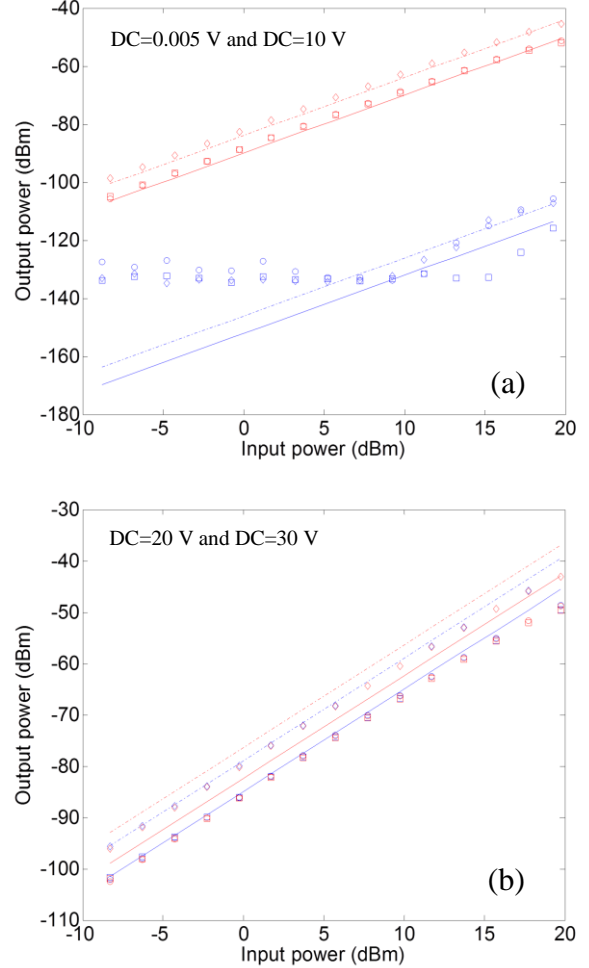 -40
DC=0.005 V and DC=10 V
-60
-80
-100
-120
-140
-160
-180
Output power (dBm)
(a)
-10 -5 0 5 10 15 20
Input power (dBm)
-30
DC=20 V and DC=30 V
-40
-50
-60
-70
-80
-90
-100
-110
Output power (dBm)
(b)
-10 -5 0 5 10 15 20
Input power (dBm)